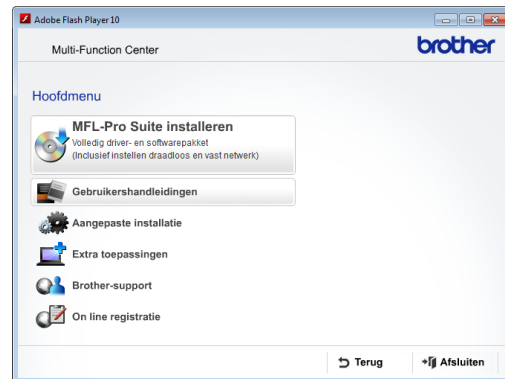 Adobe Flash Player 10
Multi-Function Center
brother
Hoofdmenu
MFL-Pro Suite installeren
Volledig driver- en softwarepakket
(Inclusief instellen draadloos en vast netwerk)
Gebruikershandleidingen
Aangepaste installatie
Extra toepassingen
Brother-support
On line registratie
Terug
Afsluiten